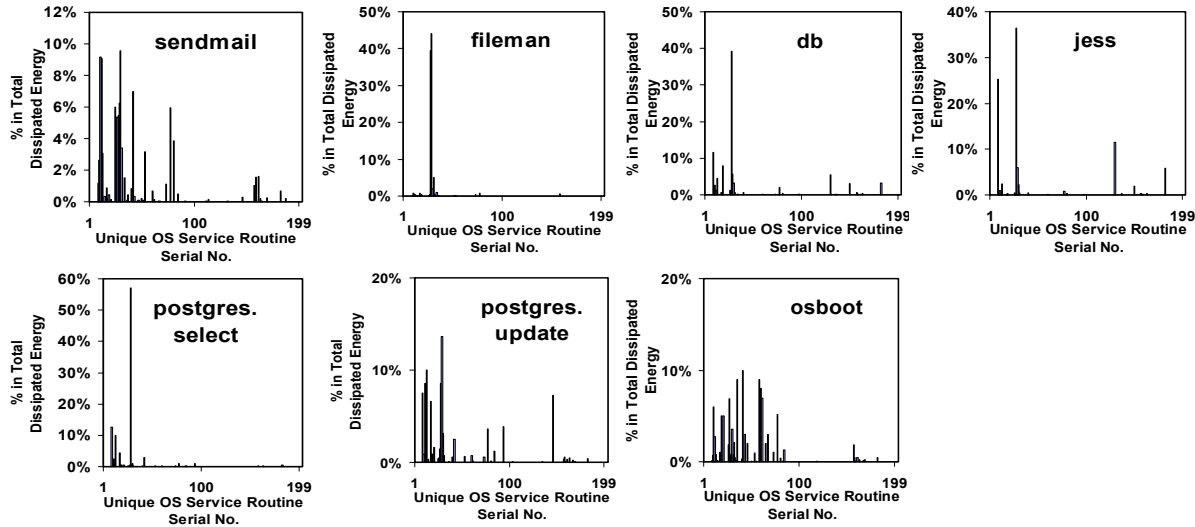 % in Total
Dissipated Energy
12%
10%
8%
6%
4%
2%
0%
sendmail
1
100
199
Unique OS Service Routine
Serial No.
% in Total Dissipated
Energy
50%
40%
30%
20%
10%
0%
fileman
1
100
199
Unique OS Service Routine
Serial No.
% in Total Dissipated
Energy
50%
40%
30%
20%
10%
0%
db
1
100
199
Unique OS Service Routine
Serial No.
% in Total Dissipated
Energy
40%
30%
20%
10%
0%
jess
1
100
199
Unique OS Service Routine
Serial No.
% in Total
Dissipated Energy
60%
50%
40%
30%
20%
10%
0%
postgres.
select
1
100
199
Unique OS Service Routine
Serial No.
% in Total
Dissipated Energy
20%
10%
0%
postgres.
update
1
100
199
Unique OS Service Routine
Serial No.
% in Total Dissipated
Energy
20%
10%
0%
osboot
1
100
199
Unique OS Service Routine
Serial No.